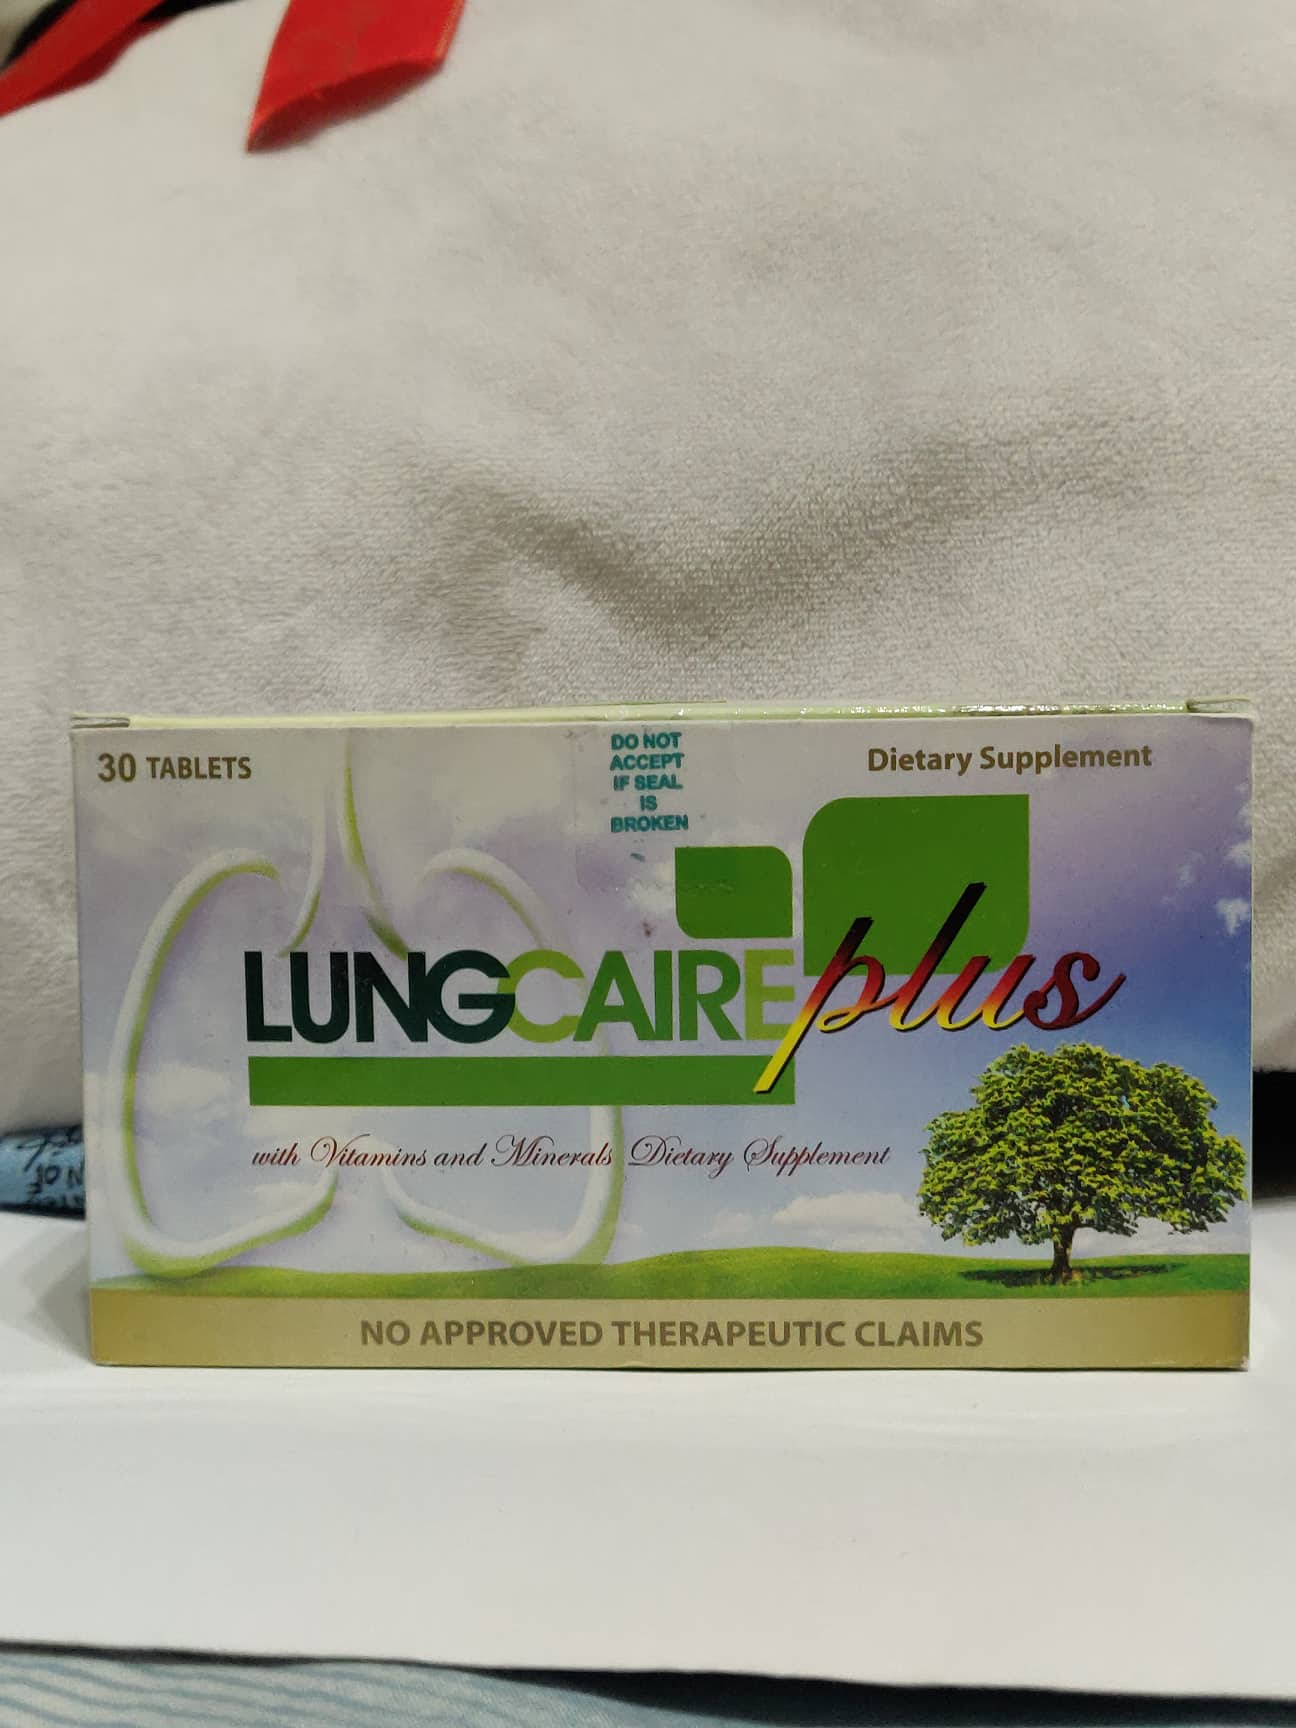 30 TABLETS
DO NOT
ACCEPT
IF SEAL
IS
BROKEN
Dietary Supplement
LUNGCAIRE plus
with Vitamins and Minerals Dietary Supplement
NO APPROVED THERAPEUTIC CLAIMS